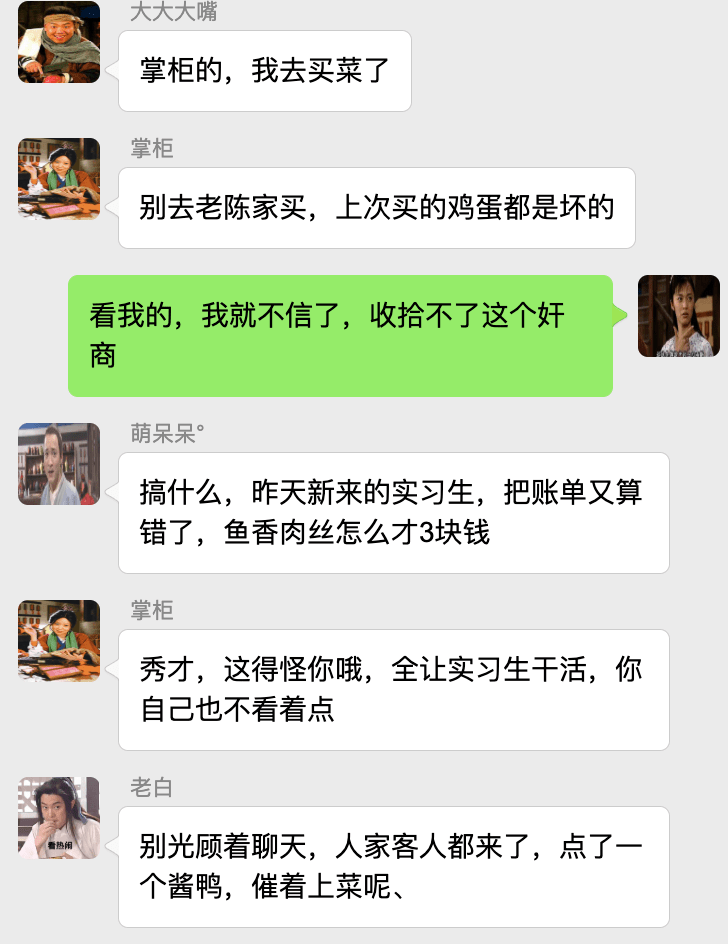 大大大嘴
掌柜的，我去买菜了
掌柜
别去老陈家买，上次买的鸡蛋都是坏的
看我的，我就不信了，收拾不了这个奸
商
萌呆呆°
搞什么，昨天新来的实习生，把账单又算
错了，鱼香肉丝怎么才3块钱
掌柜
秀才，这得怪你哦，全让实习生干活，你
自己也不看着点
老白
别光顾着聊天，人家客人都来了，点了一
个酱鸭，催着上菜呢、
看热闹